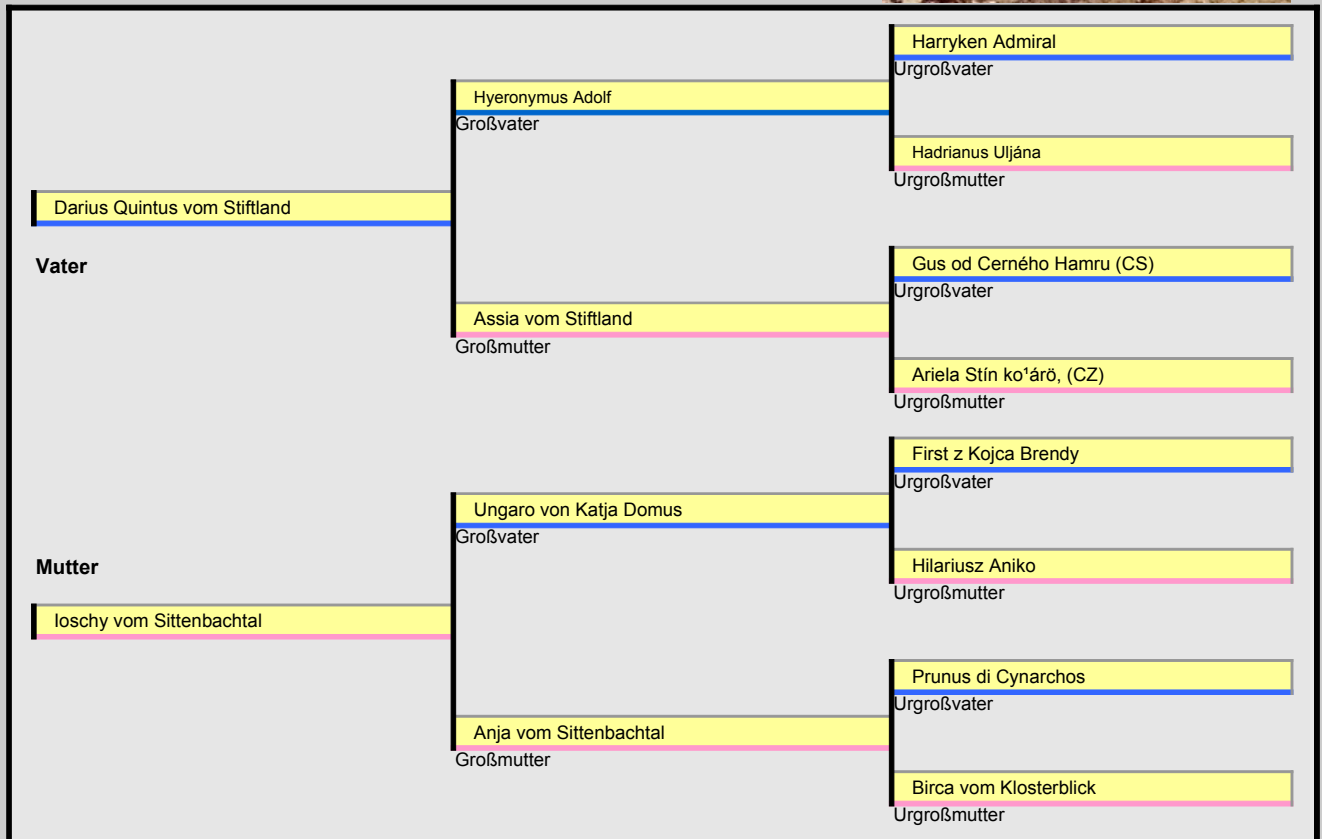 Harryken Admiral
Urgroßvater
Hyeronymus Adolf
Großvater
Hadrianus Uljána
Urgroßmutter
Darius Quintus vom Stiftland
Vater
Gus od Cerného Hamru (CS)
Urgroßvater
Assia vom Stiftland
Großmutter
Ariela Stín ko¹árö, (CZ)
Urgroßmutter
First z Kojca Brendy
Urgroßvater
Ungaro von Katja Domus
Großvater
Mutter
Hilariusz Aniko
Urgroßmutter
Ioschy vom Sittenbachtal
Prunus di Cynarchos
Urgroßvater
Anja vom Sittenbachtal
Großmutter
Birca vom Klosterblick
Urgroßmutter